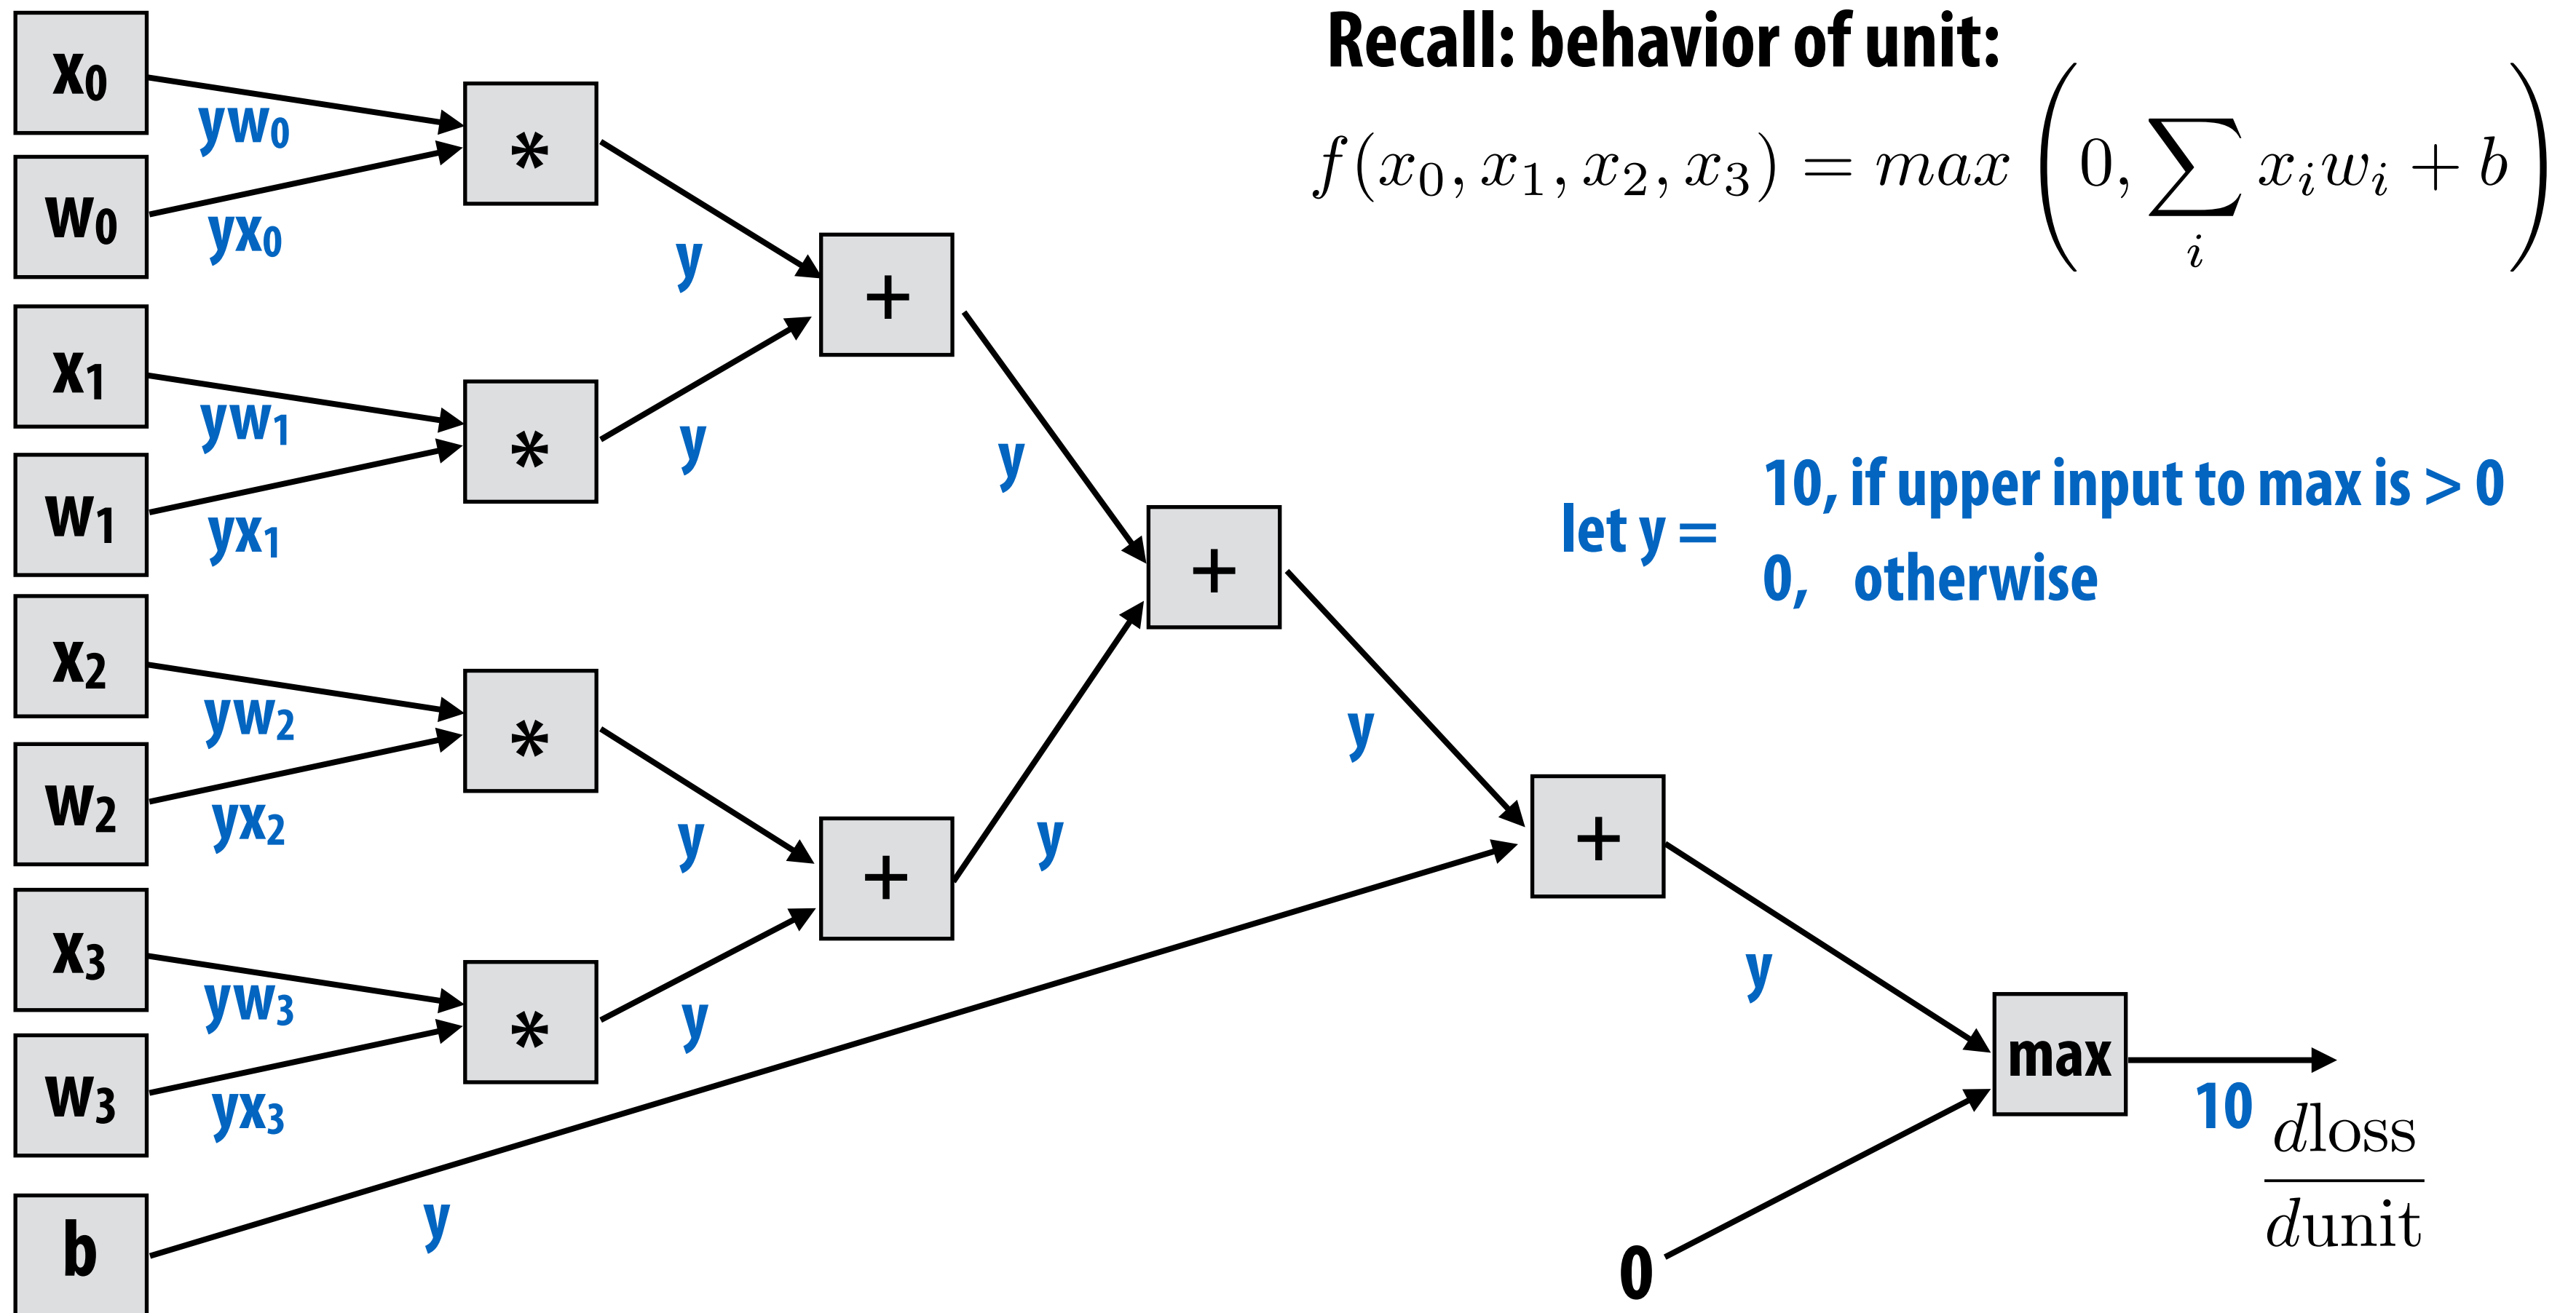 Recall: behavior of unit:
f(x₀, x₁, x₂, x₃) = max(0, ∑ᵢ xᵢwᵢ + b)
x₀
yw₀
*
w₀
yx₀
y
+
x₁
yw₁
*
y
w₁
yx₁
y
+
let y =
10, if upper input to max is > 0
0, otherwise
x₂
yw₂
*
w₂
yx₂
y
+
y
y
+
x₃
yw₃
*
y
w₃
yx₃
y
max
10
dloss
dunit
b
y
0